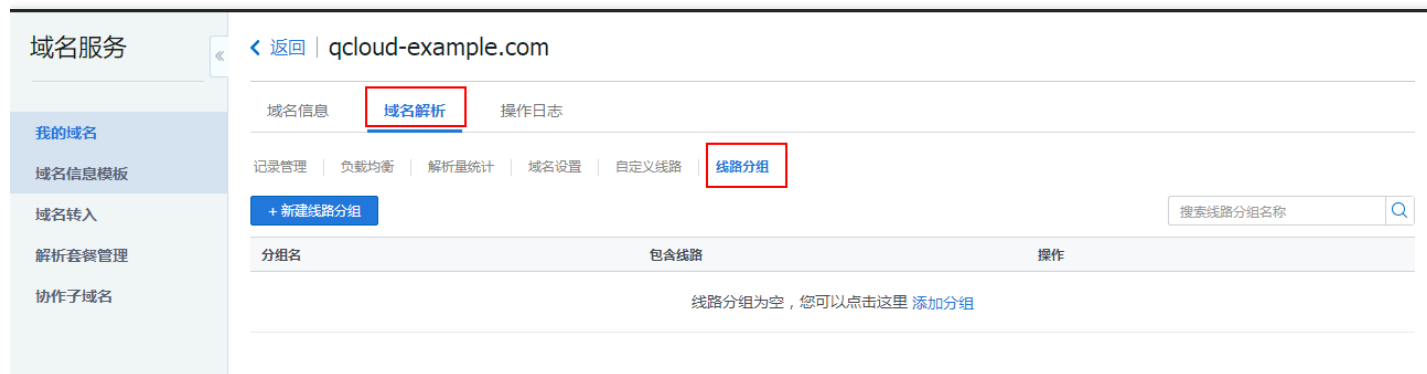 域名服务
«
返回 | qcloud-example.com
域名信息 域名解析 操作日志
我的域名
域名信息模板
域名转入
解析套餐管理
协作子域名
记录管理 | 负载均衡 | 解析量统计 | 域名设置 | 自定义线路 | 线路分组
+ 新建线路分组
搜索线路分组名称
分组名 包含线路 操作
线路分组为空，您可以点击这里 添加分组